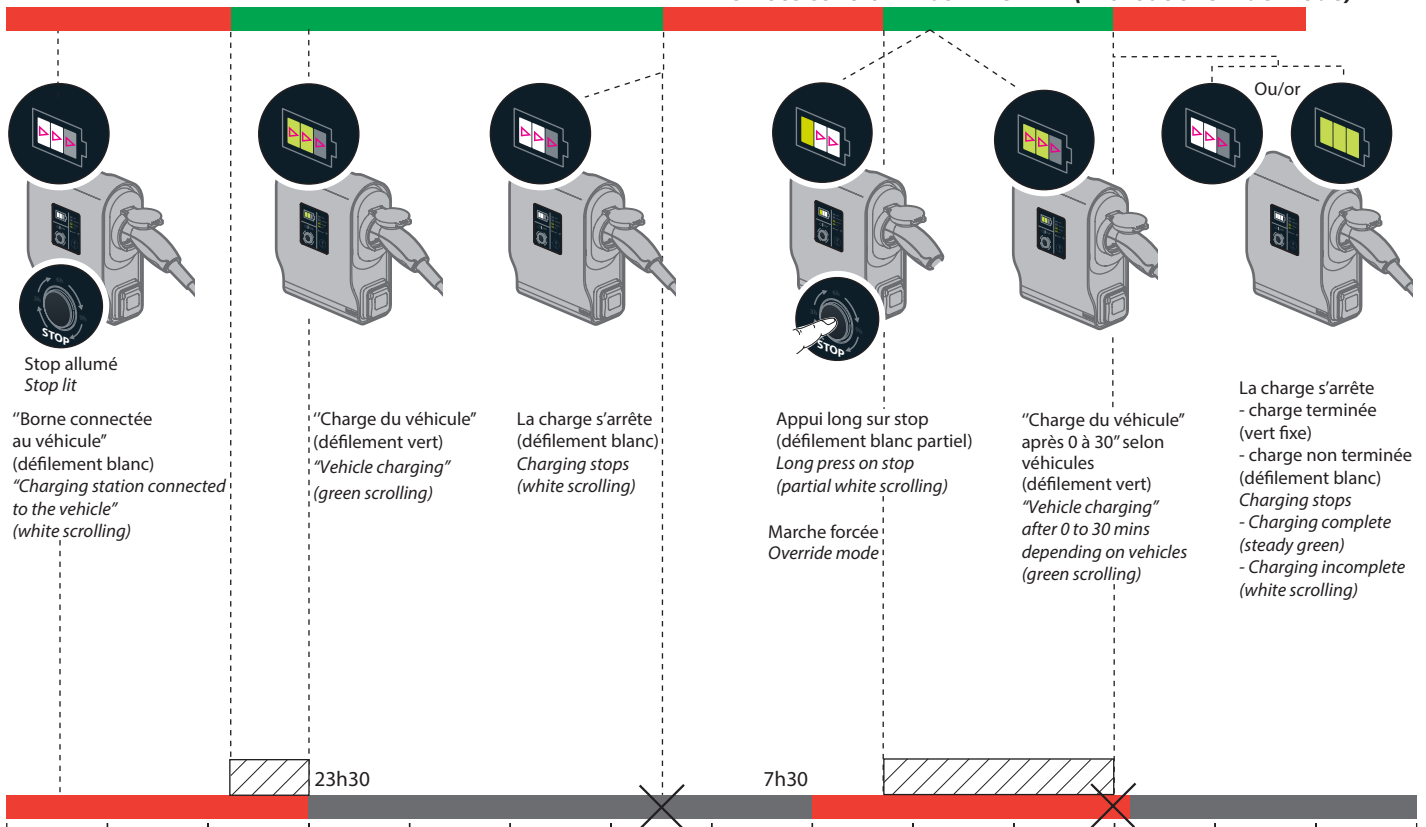 Ou/or
STOP
STOP
Stop allumé
Stop lit
‘‘Borne connectée
au véhicule’’
(défilement blanc)
“Charging station connected
to the vehicle”
(white scrolling)
‘‘Charge du véhicule’’
(défilement vert)
“Vehicle charging”
(green scrolling)
La charge s’arrête
(défilement blanc)
Charging stops
(white scrolling)
Appui long sur stop
(défilement blanc partiel)
Long press on stop
(partial white scrolling)
Marche forcée
Override mode
‘‘Charge du véhicule’’
après 0 à 30’’ selon
véhicules
(défilement vert)
“Vehicle charging”
after 0 to 30 mins
depending on vehicles
(green scrolling)
La charge s’arrête
- charge terminée
(vert fixe)
- charge non terminée
(défilement blanc)
Charging stops
- Charging complete
(steady green)
- Charging incomplete
(white scrolling)
23h30
7h30